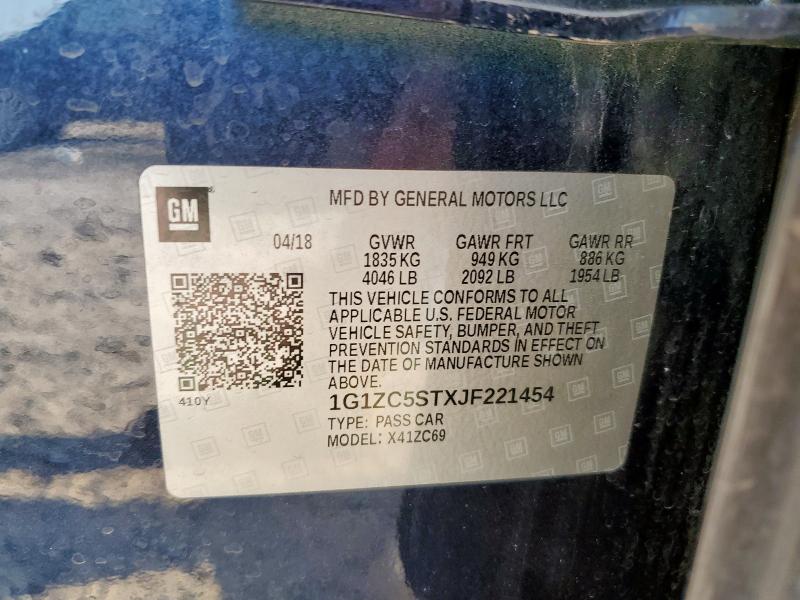 GM
MFD BY GENERAL MOTORS LLC
04/18 GVWR GAWR FRT GAWR RR
1835 KG 949 KG 886 KG
4046 LB 2092 LB 1954 LB
THIS VEHICLE CONFORMS TO ALL
APPLICABLE U.S. FEDERAL MOTOR
VEHICLE SAFETY, BUMPER, AND THEFT
PREVENTION STANDARDS IN EFFECT ON
THE DATE OF MANUFACTURE SHOWN
ABOVE.
410Y
1G1ZC5STXJF221454
TYPE: PASS CAR
MODEL: X41ZC69